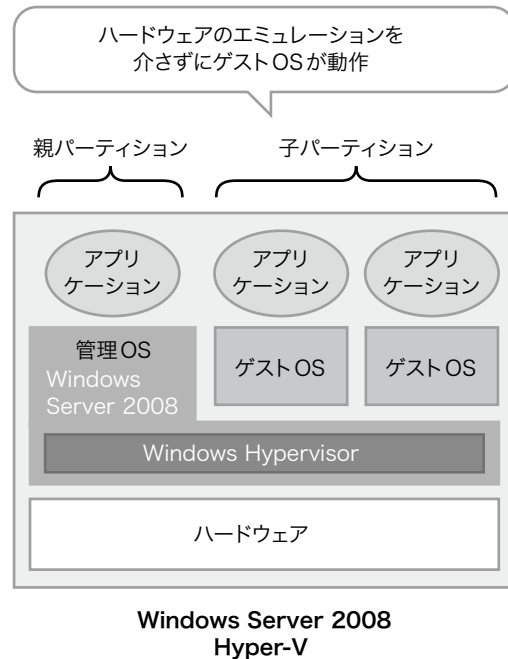 ハードウェアのエミュレーションを
介さずにゲストOSが動作
親パーティション
子パーティション
アプリ
ケーション
アプリ
ケーション
アプリ
ケーション
管理OS
Windows
Server 2008
ゲストOS
ゲストOS
Windows Hypervisor
ハードウェア
Windows Server 2008
Hyper-V